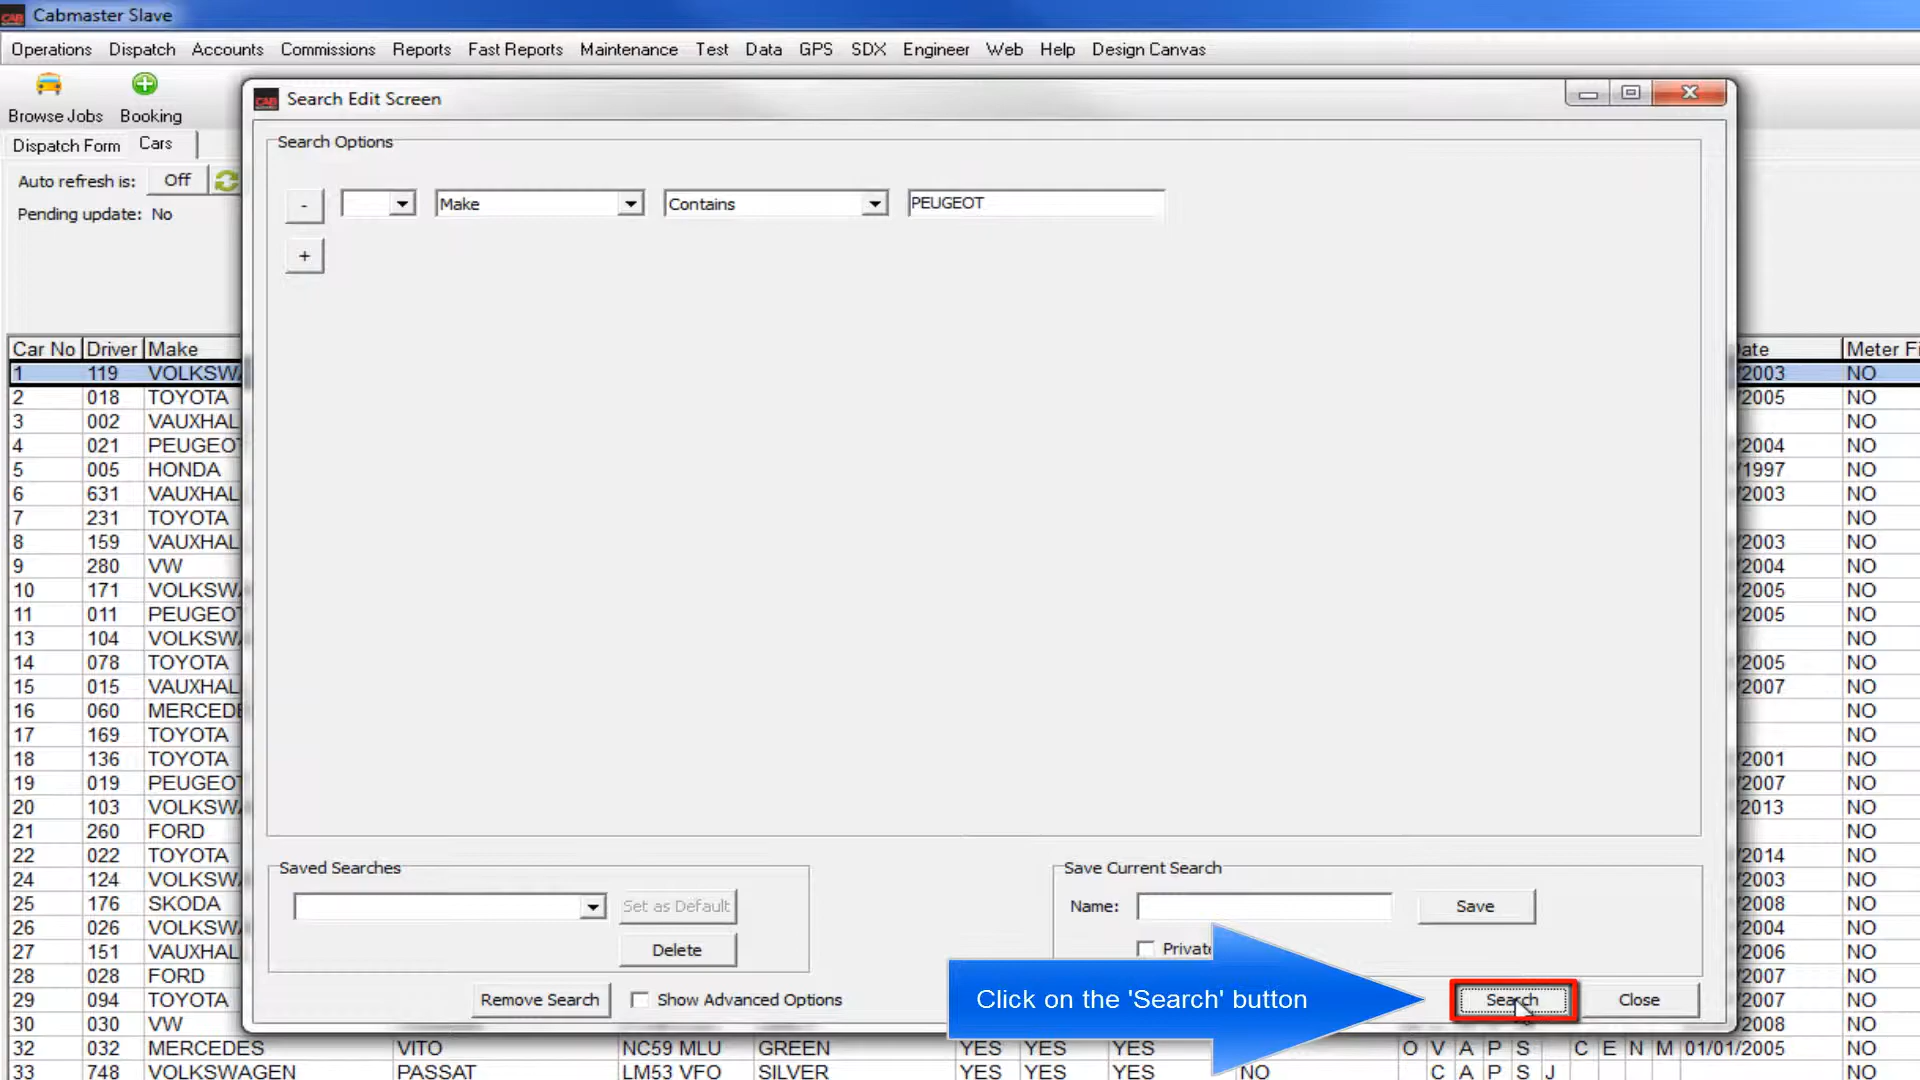 CAB Cabmaster Slave
Operations Dispatch Accounts Commissions Reports Fast Reports Maintenance Test Data GPS SDX Engineer Web Help Design Canvas
Browse Jobs Booking
Dispatch Form Cars
Auto refresh is: Off
Pending update: No
CAB Search Edit Screen
Search Options
- Make Contains PEUGEOT
+
Car No Driver Make ate Meter Fi
1 119 VOLKSWA /2003 NO
2 018 TOYOTA /2005 NO
3 002 VAUXHAL NO
4 021 PEUGEOT /2004 NO
5 005 HONDA /1997 NO
6 631 VAUXHAL /2003 NO
7 231 TOYOTA NO
8 159 VAUXHAL /2003 NO
9 280 VW /2004 NO
10 171 VOLKSWA /2005 NO
11 011 PEUGEOT /2005 NO
13 104 VOLKSWA NO
14 078 TOYOTA /2005 NO
15 015 VAUXHAL /2007 NO
16 060 MERCEDE NO
17 169 TOYOTA NO
18 136 TOYOTA /2001 NO
19 019 PEUGEOT /2007 NO
20 103 VOLKSWA /2013 NO
21 260 FORD NO
22 022 TOYOTA /2014 NO
24 124 VOLKSWA /2003 NO
25 176 SKODA /2008 NO
26 026 VOLKSWA /2004 NO
27 151 VAUXHAL /2006 NO
28 028 FORD /2007 NO
29 094 TOYOTA /2007 NO
30 030 VW /2008 NO
32 032 MERCEDES VITO NC59 MLU GREEN YES YES YES O V A P S C E N M 01/01/2005 NO
33 748 VOLKSWAGEN PASSAT LM53 VFO SILVER YES YES YES NO C A P S J NO
Saved Searches
Set as Default
Delete
Save Current Search
Name: Save
Private
Remove Search Show Advanced Options
Click on the 'Search' button
Search Close